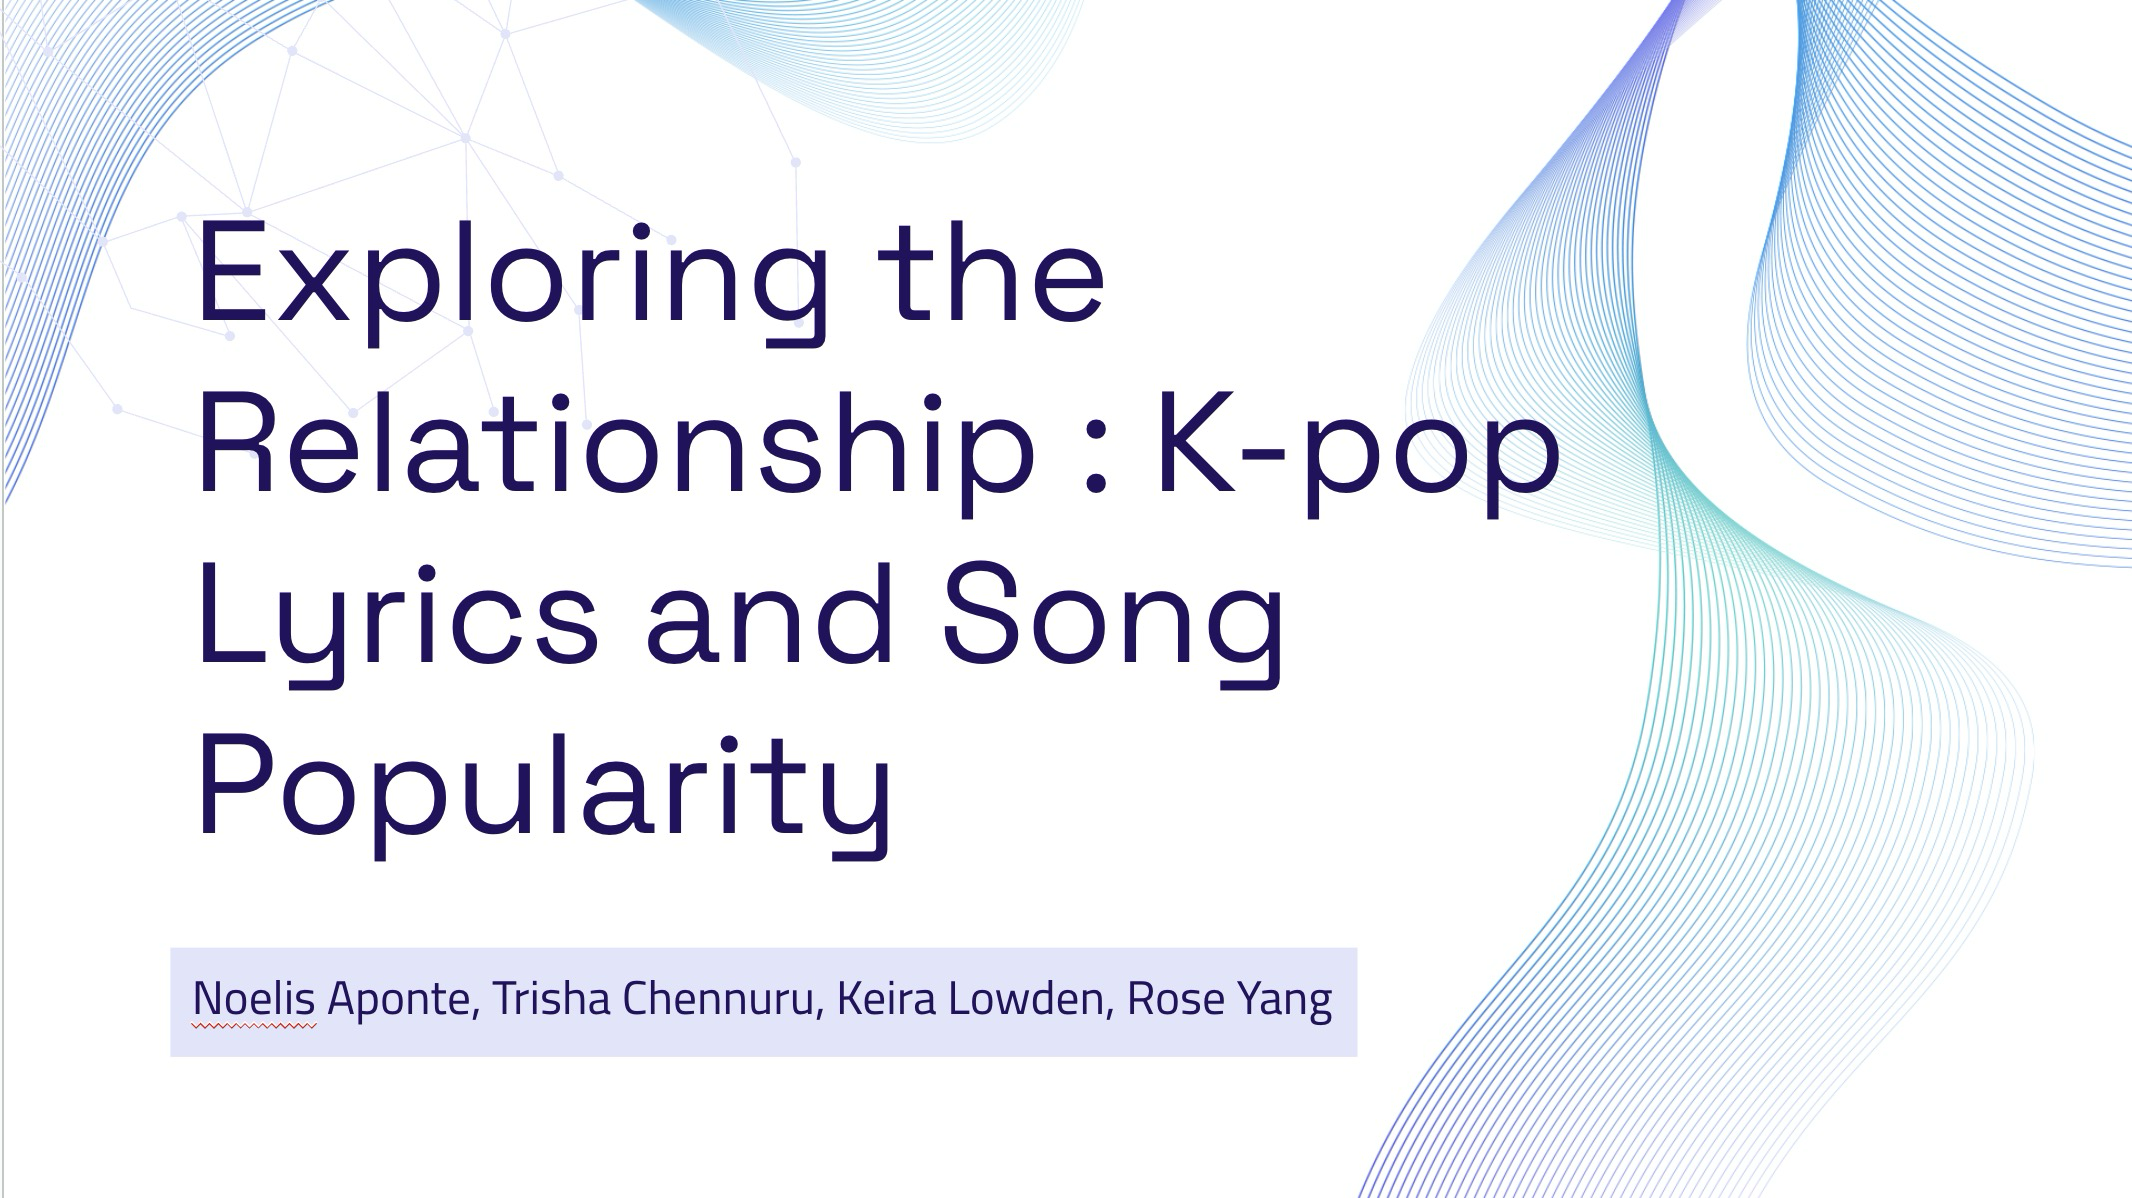 Exploring the
Relationship : K-pop
Lyrics and Song
Popularity
Noelis Aponte, Trisha Chennuru, Keira Lowden, Rose Yang